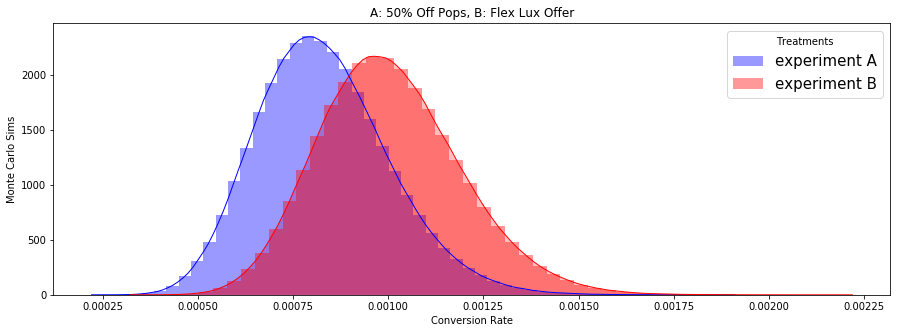 A: 50% Off Pops, B: Flex Lux Offer
Treatments
experiment A
experiment B
Monte Carlo Sims
2000
1500
1000
500
0
0.00025 0.00050 0.00075 0.00100 0.00125 0.00150 0.00175 0.00200 0.00225
Conversion Rate